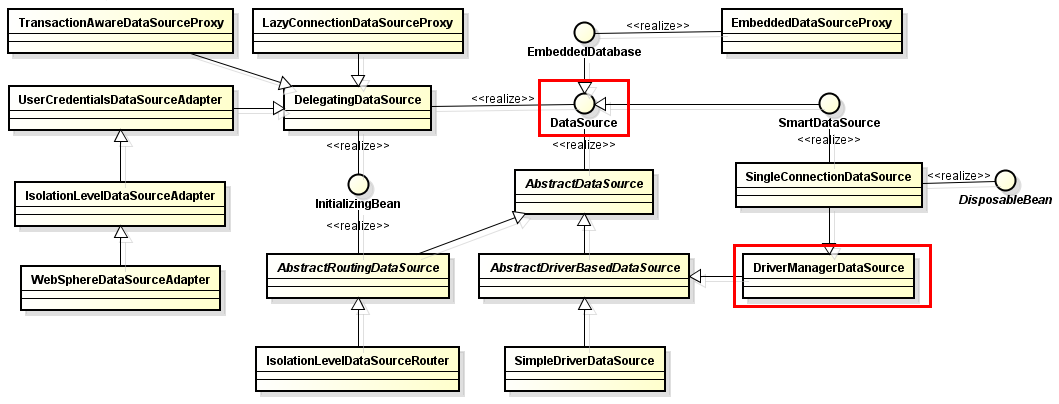 TransactionAwareDataSourceProxy
LazyConnectionDataSourceProxy
<<realize>>
EmbeddedDataSourceProxy
EmbeddedDatabase
UserCredentialsDataSourceAdapter
DelegatingDataSource
<<realize>>
DataSource
SmartDataSource
<<realize>>
<<realize>>
<<realize>>
IsolationLevelDataSourceAdapter
InitializingBean
AbstractDataSource
SingleConnectionDataSource
<<realize>>
DisposableBean
<<realize>>
WebSphereDataSourceAdapter
AbstractRoutingDataSource
AbstractDriverBasedDataSource
DriverManagerDataSource
IsolationLevelDataSourceRouter
SimpleDriverDataSource